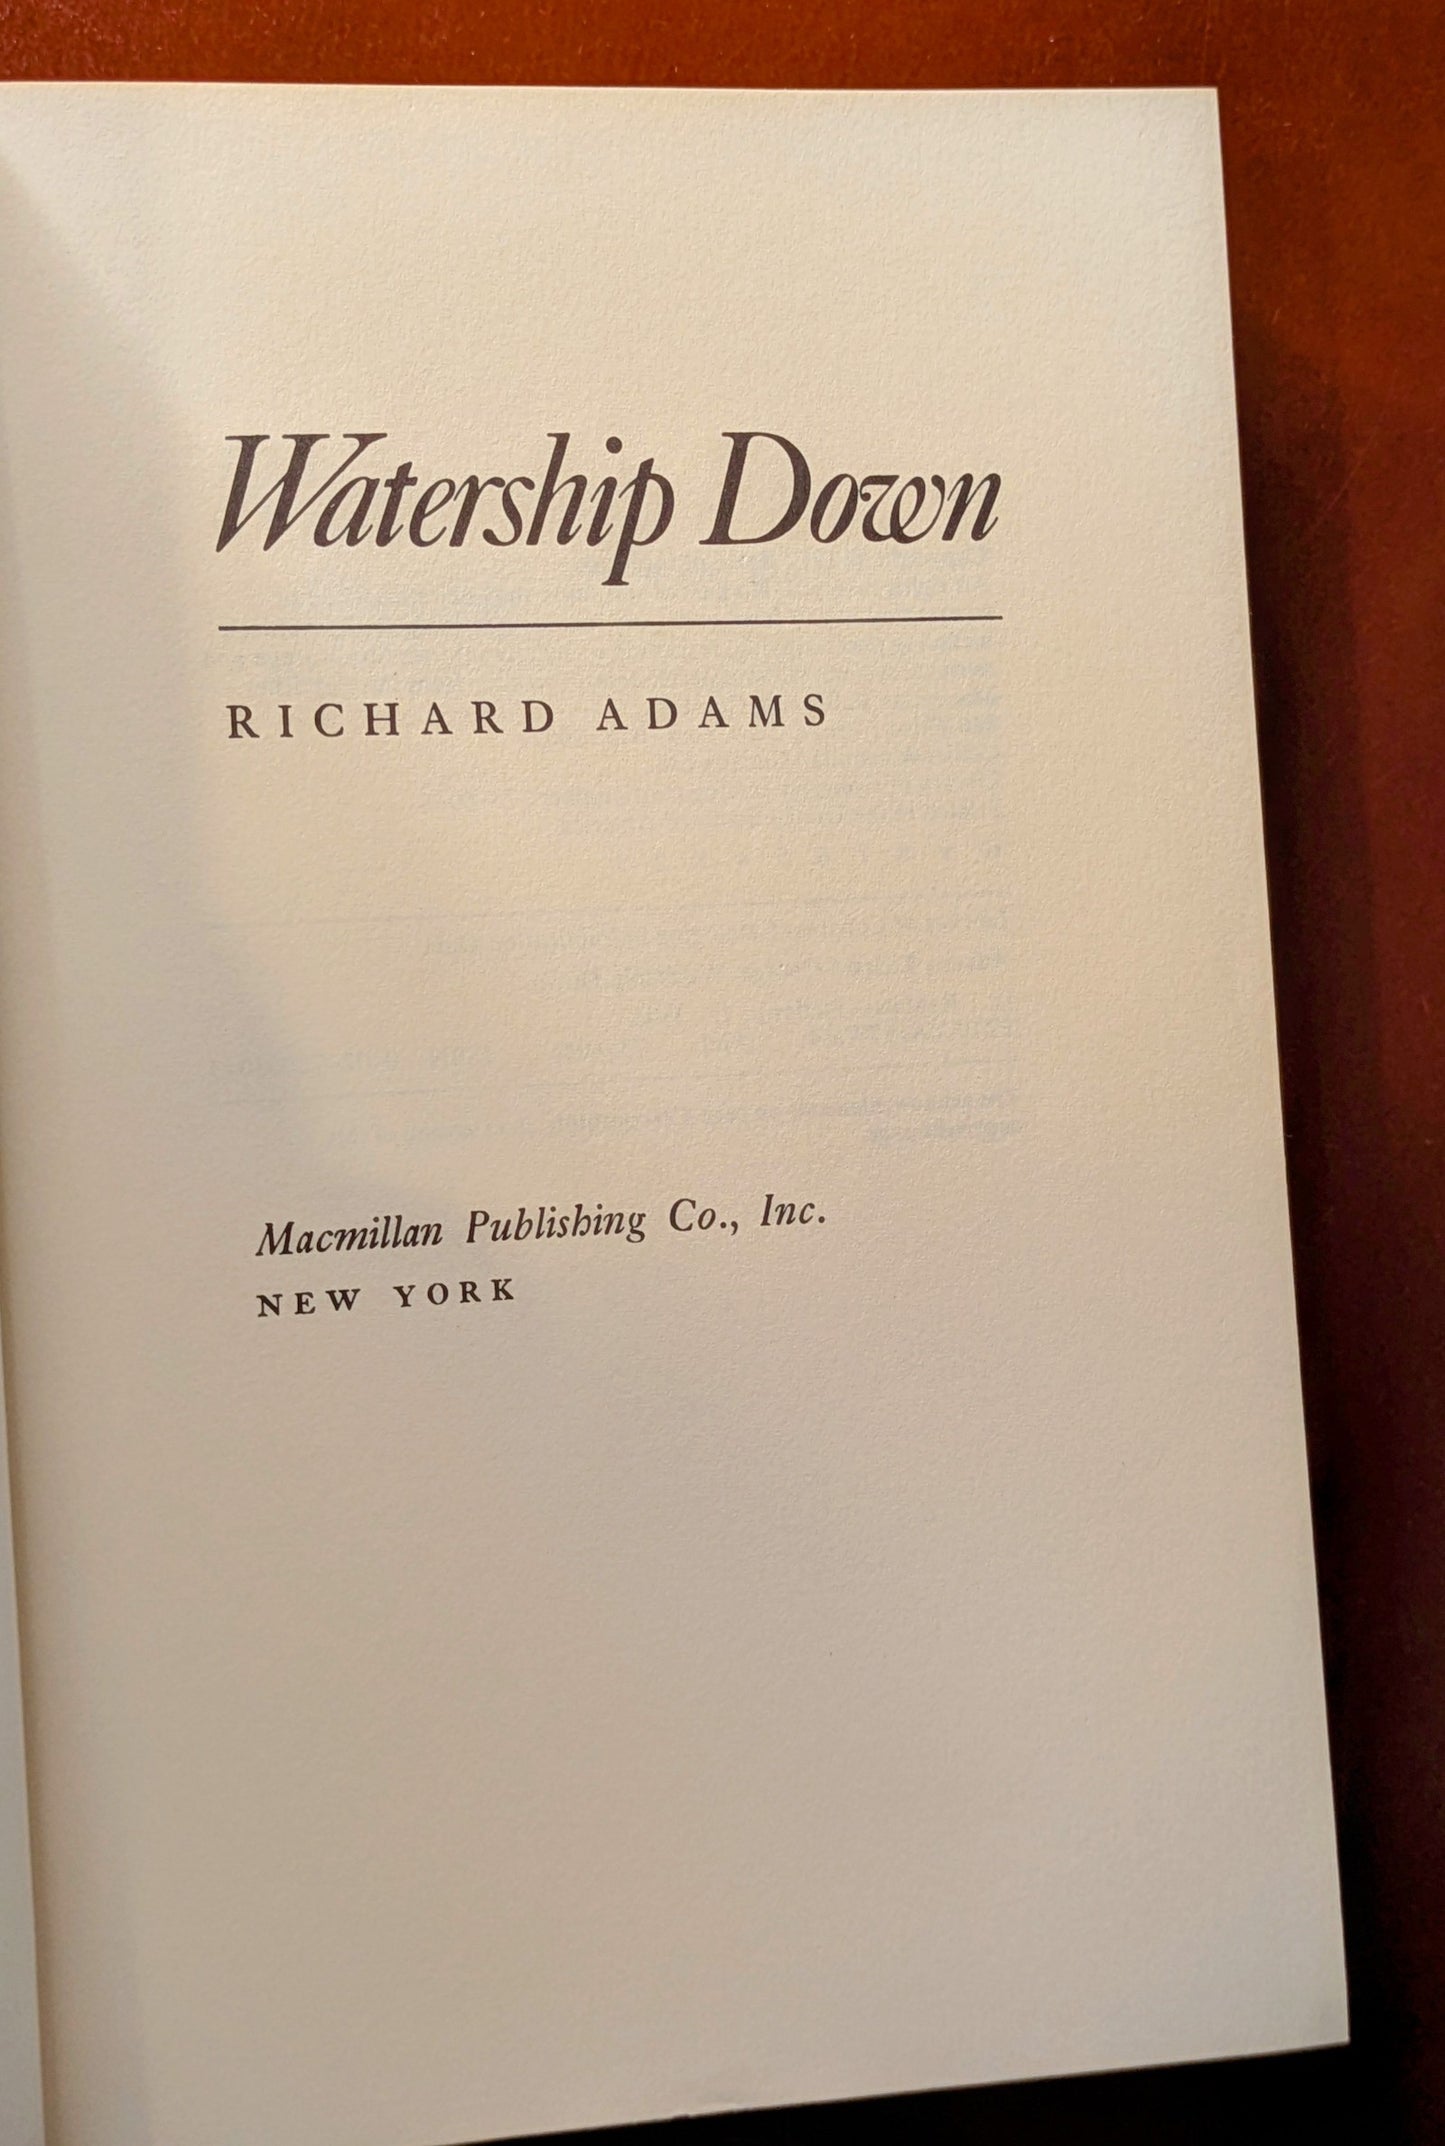 Watership Down
RICHARD ADAMS
Macmillan Publishing Co., Inc.
NEW YORK